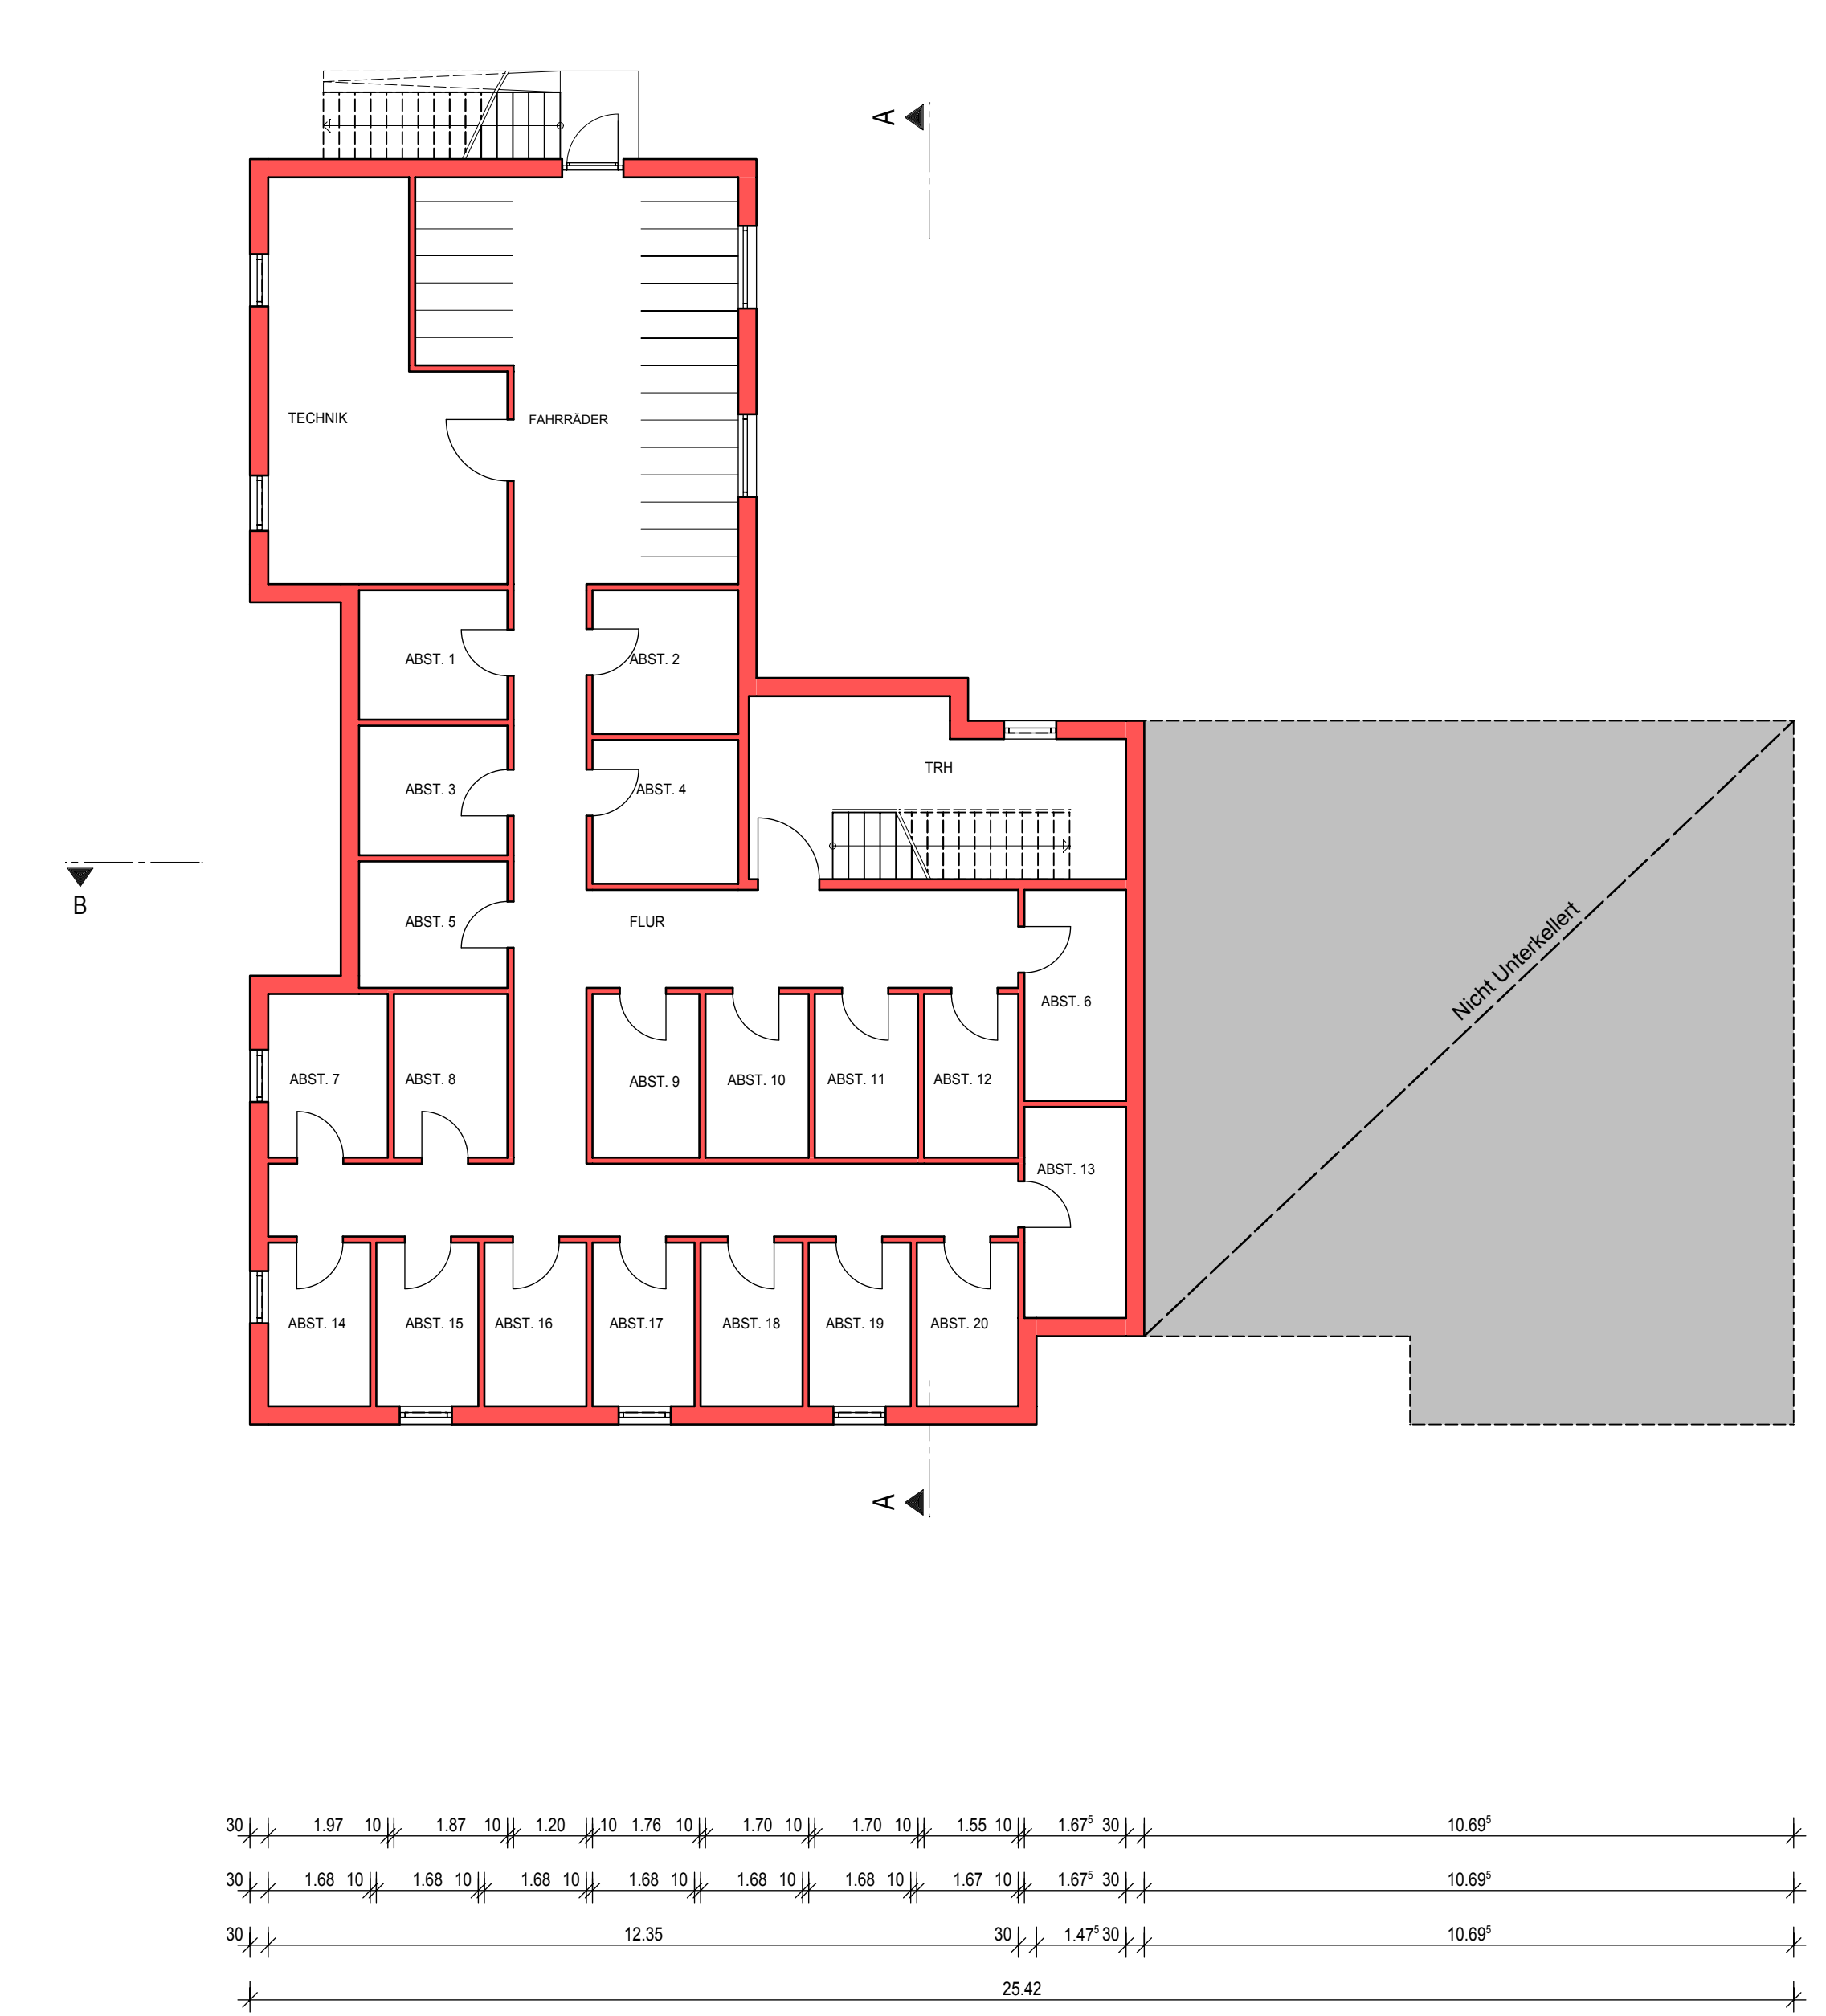 A
TECHNIK
FAHRRÄDER
ABST. 1
ABST. 2
TRH
ABST. 3
ABST. 4
B
ABST. 5
FLUR
Nicht Unterkellert
ABST. 6
ABST. 7
ABST. 8
ABST. 9
ABST. 10
ABST. 11
ABST. 12
ABST. 13
ABST. 14
ABST. 15
ABST. 16
ABST.17
ABST. 18
ABST. 19
ABST. 20
A
30 1.97 10 1.87 10 1.20 10 1.76 10 1.70 10 1.70 10 1.55 10 1.67⁵ 30 10.69⁵
30 1.68 10 1.68 10 1.68 10 1.68 10 1.68 10 1.68 10 1.67 10 1.67⁵ 30 10.69⁵
30 12.35 30 1.47⁵ 30 10.69⁵
25.42